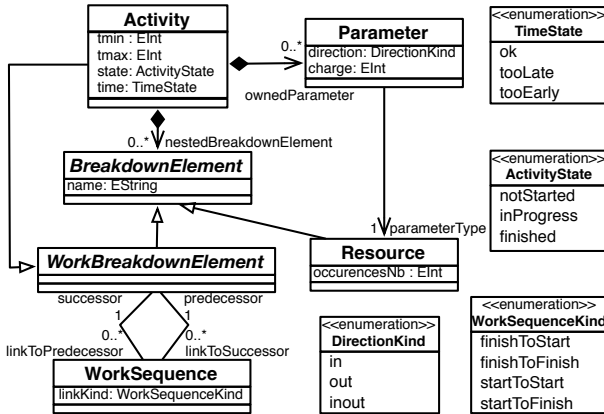 Activity
tmin : EInt
tmax : EInt
state: ActivityState
time: TimeState
0..*
ownedParameter
Parameter
direction: DirectionKind
charge: EInt
<<enumeration>>
TimeState
ok
tooLate
tooEarly
0..*
nestedBreakdownElement
BreakdownElement
name: EString
<<enumeration>>
ActivityState
notStarted
inProgress
finished
1
parameterType
Resource
occurencesNb : EInt
WorkBreakdownElement
successor
predecessor
1
1
0..*
0..*
linkToPredecessor
linkToSuccessor
WorkSequence
linkKind: WorkSequenceKind
<<enumeration>>
DirectionKind
in
out
inout
<<enumeration>>
WorkSequenceKind
finishToStart
finishToFinish
startToStart
startToFinish